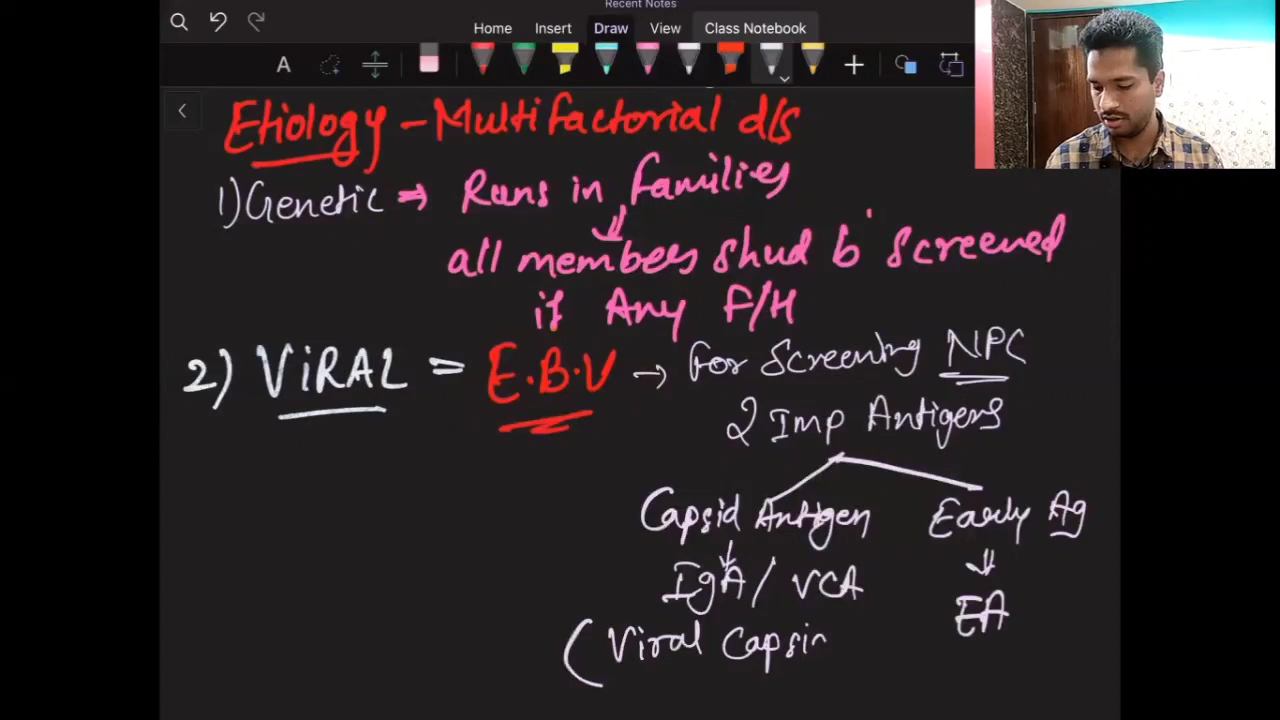 Recent Notes
Home Insert Draw View Class Notebook
A
Etiology - Multifactorial d/s
1) Genetic ⇒ Runs in families
all members shud b' screened
if Any F/H
2) ViRAL = E.B.V → For Screening NPC
2 Imp Antigens
Capsid Antigen Early Ag
IgA / VCA EA
(Viral Capsin